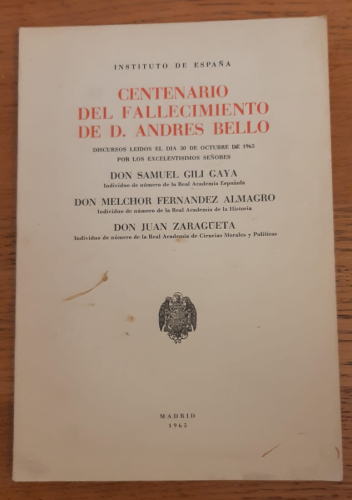 INSTITUTO DE ESPAÑA
CENTENARIO
DEL FALLECIMIENTO
DE D. ANDRES BELLO
DISCURSOS LEIDOS EL DIA 30 DE OCTUBRE DE 1965
POR LOS EXCELENTISIMOS SEÑORES
DON SAMUEL GILI GAYA
Individuo de número de la Real Academia Española
DON MELCHOR FERNANDEZ ALMAGRO
Individuo de número de la Real Academia de la Historia
DON JUAN ZARAGÜETA
Individuo de número de la Real Academia de Ciencias Morales y Políticas
MADRID
1965